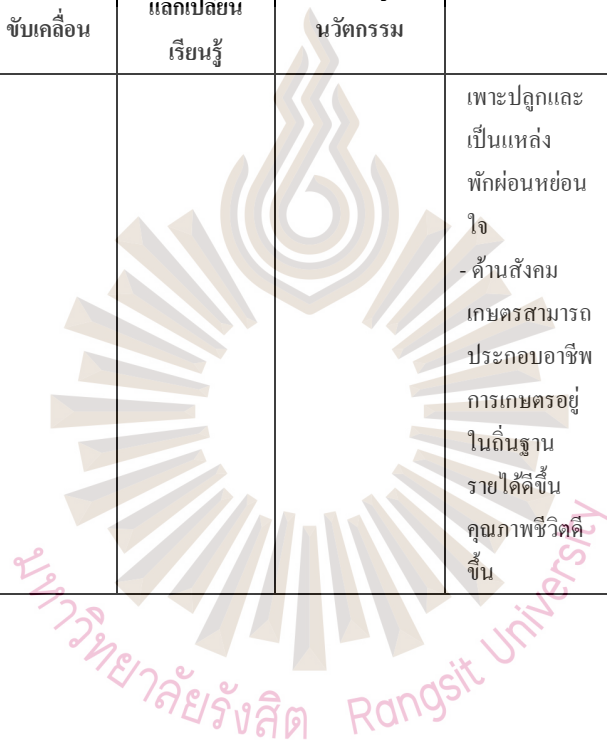 ขับเคลื่อน
แลกเปลี่ยน
เรียนรู้
นวัตกรรม
เพาะปลูกและ
เป็นแหล่ง
พักผ่อนหย่อน
ใจ
- ด้านสังคม
เกษตรสามารถ
ประกอบอาชีพ
การเกษตรอยู่
ในถิ่นฐาน
รายได้ดีขึ้น
คุณภาพชีวิตดี
ขึ้น
มหาวิทยาลัยรังสิต Rangsit University